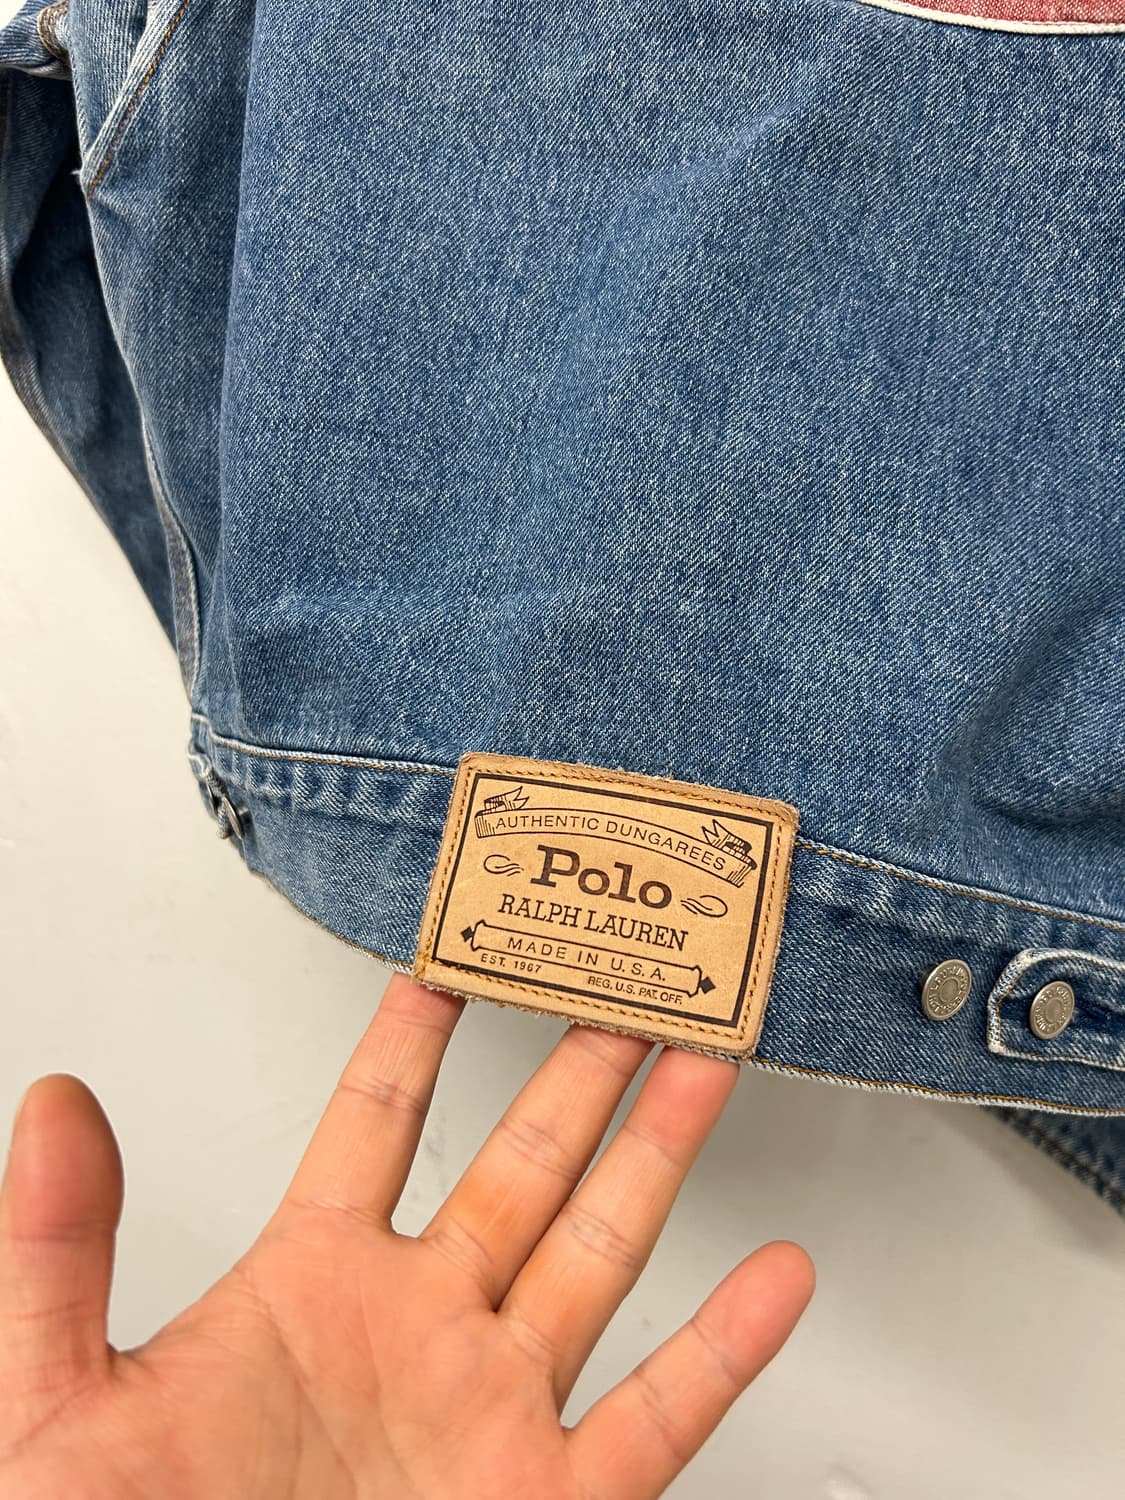 AUTHENTIC DUNGAREES
Polo
RALPH LAUREN
MADE IN U.S.A.
EST. 1967
REG. U.S. PAT. OFF.